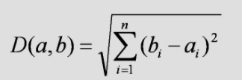 D(a,b) = √∑_{i=1}^{n} (b_i − a_i)^2